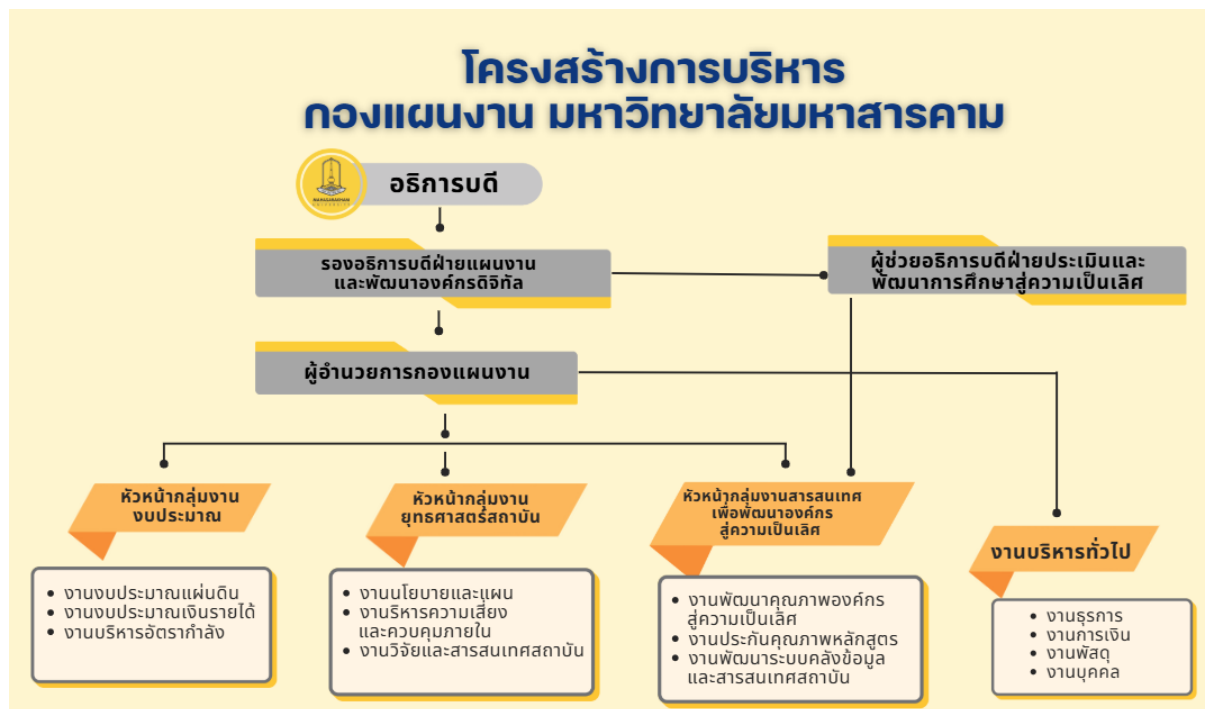 โครงสร้างการบริหาร
กองแผนงาน มหาวิทยาลัยมหาสารคาม
อธิการบดี
รองอธิการบดีฝ่ายแผนงาน
และพัฒนาองค์กรดิจิทัล
ผู้ช่วยอธิการบดีฝ่ายประเมินและ
พัฒนาการศึกษาสู่ความเป็นเลิศ
ผู้อำนวยการกองแผนงาน
หัวหน้ากลุ่มงาน
งบประมาณ
• งานงบประมาณแผ่นดิน
• งานงบประมาณเงินรายได้
• งานบริหารอัตรากำลัง
หัวหน้ากลุ่มงาน
ยุทธศาสตร์สถาบัน
• งานนโยบายและแผน
• งานริหารความเสี่ยง
และควบคุมภายใน
• งานวิจัยและสารสนเทศสถาบัน
หัวหน้ากลุ่มงานสารสนเทศ
เพื่อพัฒนาองค์กร
สู่ความเป็นเลิศ
• งานพัฒนาคุณภาพองค์กร
สู่ความเป็นเลิศ
• งานประกันคุณภาพหลักสูตร
• งานพัฒนาระบบคลังข้อมูล
และสารสนเทศสถาบัน
งานบริหารทั่วไป
• งานธุรการ
• งานการเงิน
• งานพัสดุ
• งานบุคคล